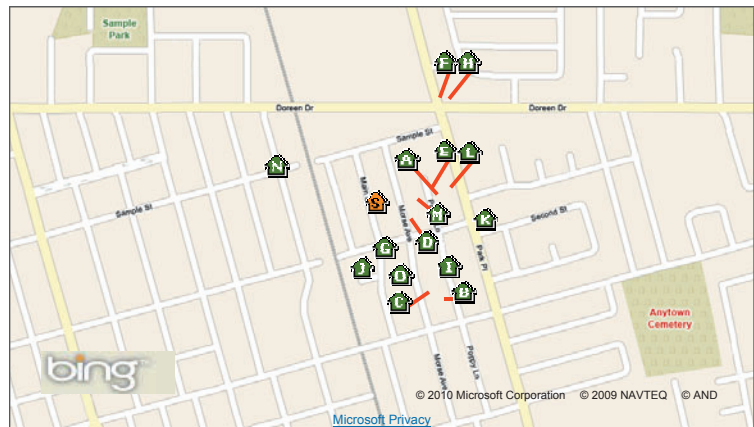 Sample
Park
F
H
Doreen Dr
Doreen Dr
Sample St
A
E
L
N
Main
S
M
Sample St
Morse Ave
K
Second St
D
G
Park Pl
J
O
I
C
B
Anytown
Cemetery
Morse Ave
Poppy Ln
bing
© 2010 Microsoft Corporation © 2009 NAVTEQ © AND
Microsoft Privacy